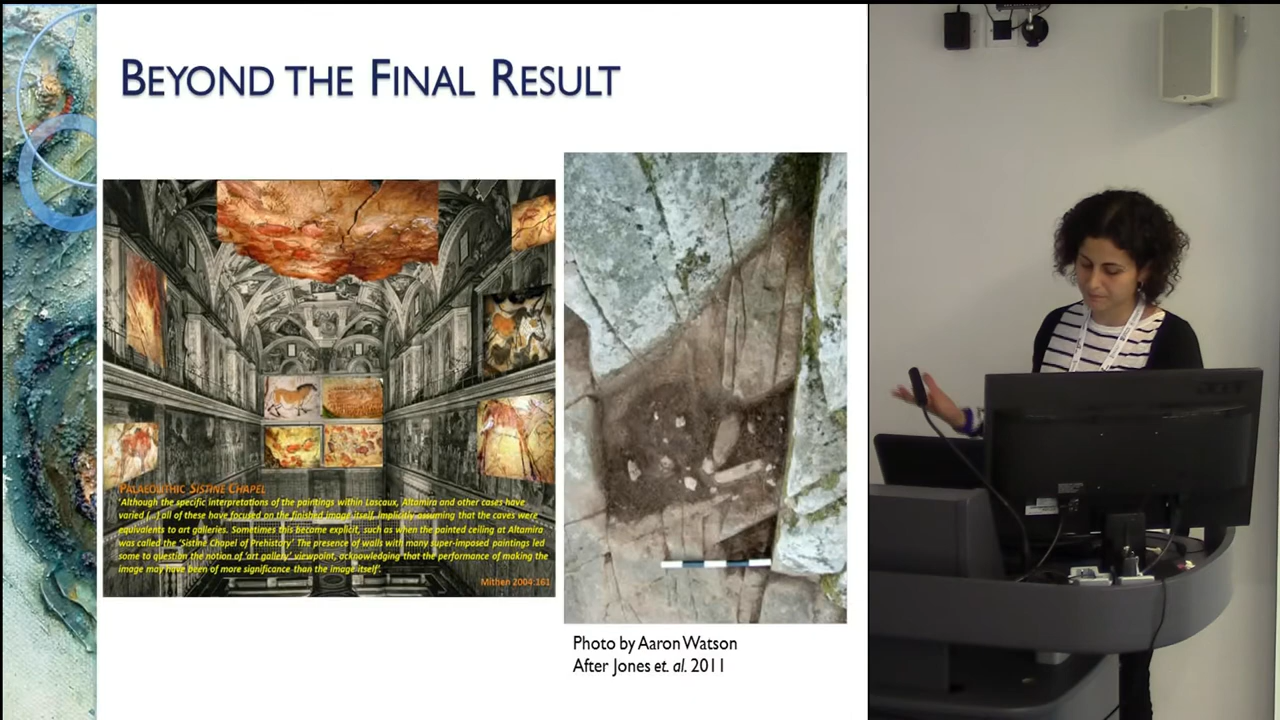 BEYOND THE FINAL RESULT
PALAEOLITHIC SISTINE CHAPEL
'Although the specific interpretations of the paintings within Lascaux, Altamira and other cases have
varied (...) all of these have focused on the finished image itself, implicitly assuming that the caves were
equivalents to art galleries. Sometimes this became explicit, such as when the painted ceiling at Altamira
was called the 'Sistine Chapel of Prehistory' The presence of walls with many super-imposed paintings led
some to question the notion of 'art gallery' viewpoint, acknowledging that the performance of making the
image may have been of more significance than the image itself'.
Mithen 2004:161
Photo by Aaron Watson
After Jones et. al. 2011